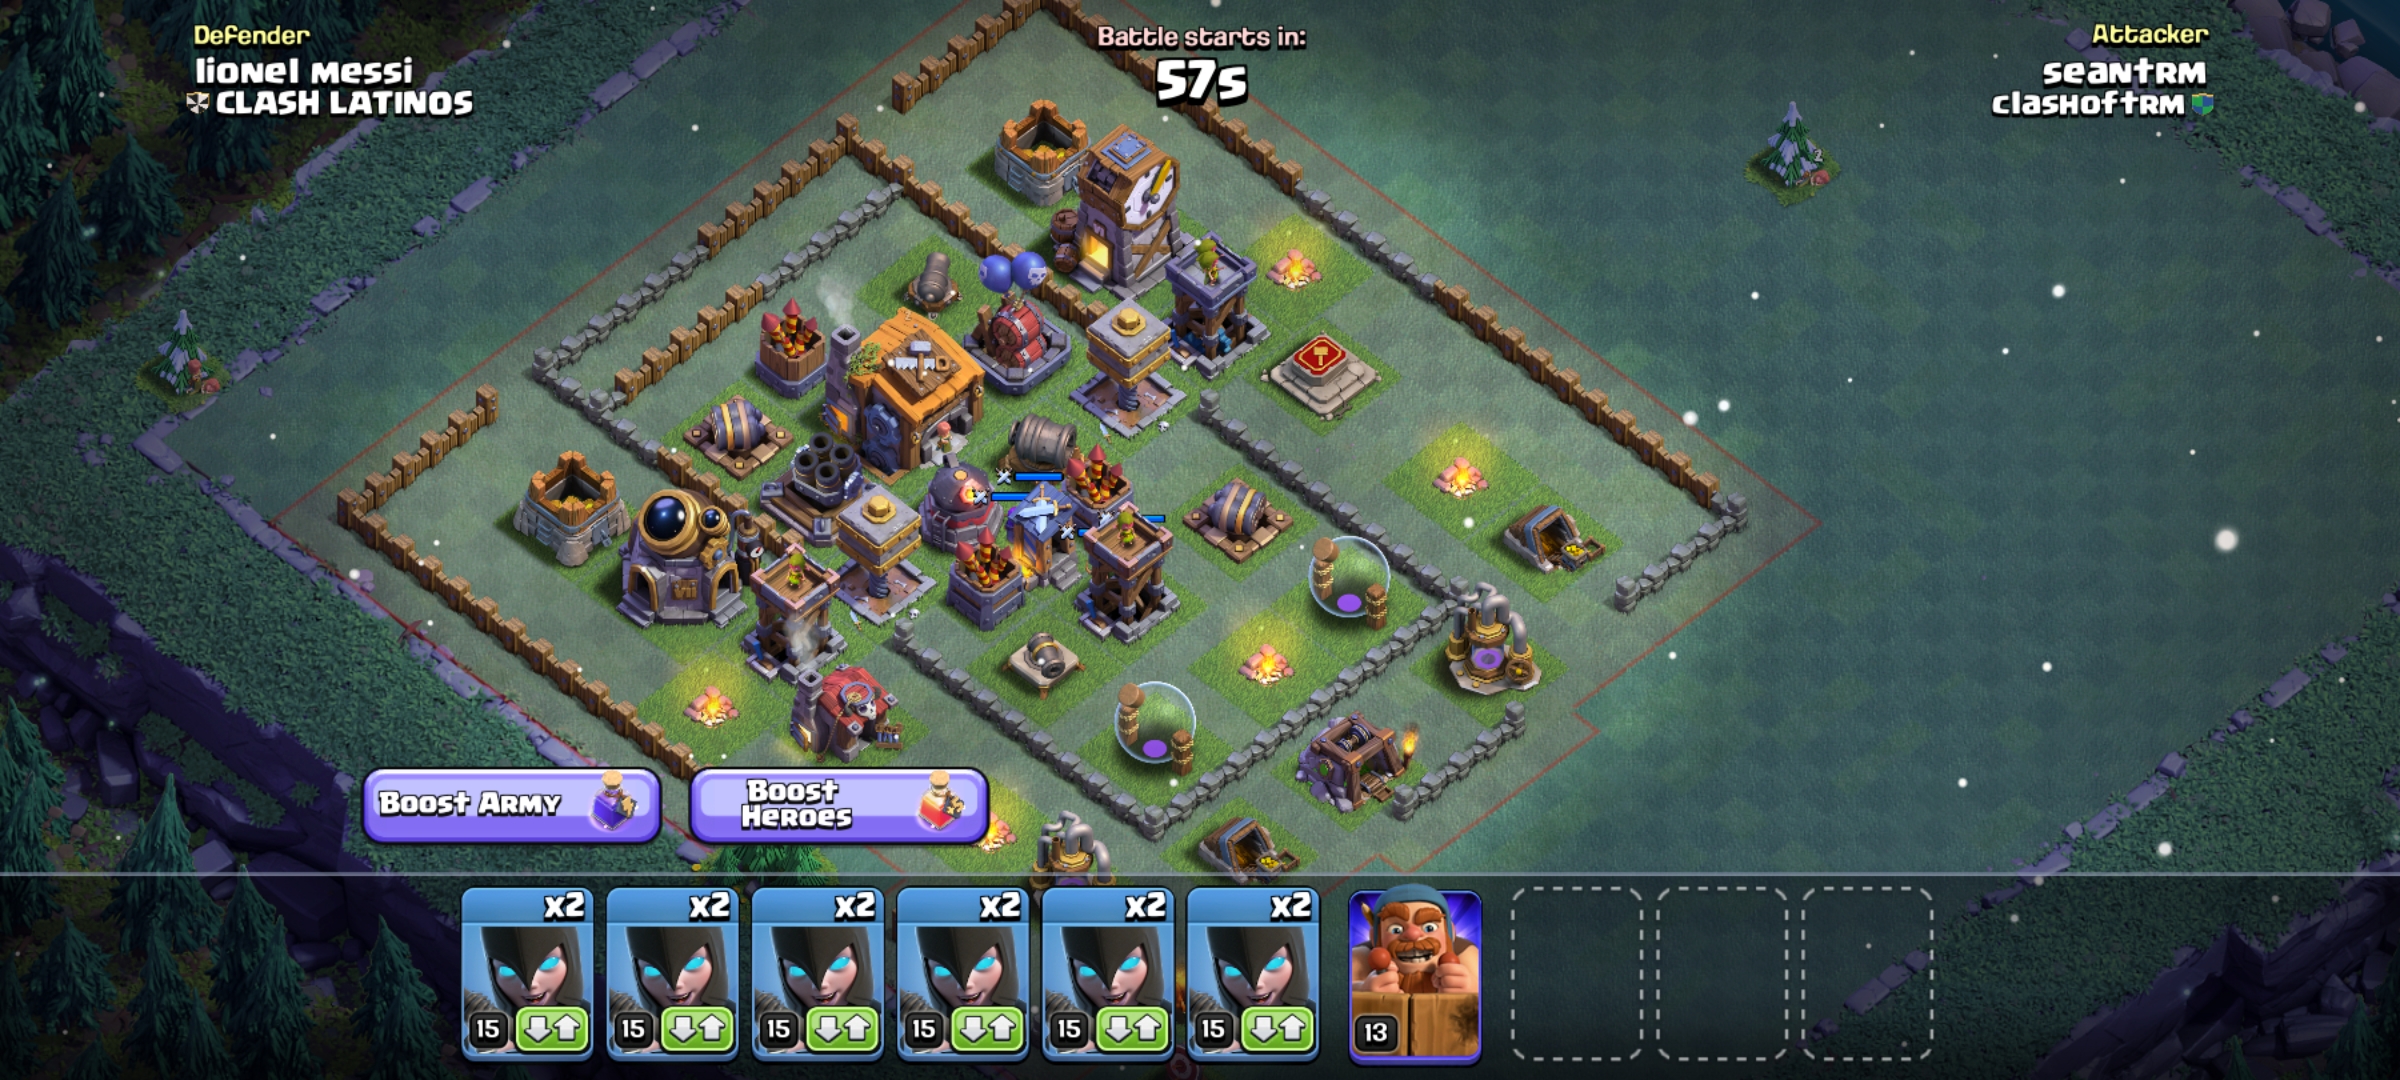 Defender
lionel messi
CLASH LATINOS
Battle starts in:
57s
Attacker
seantRM
clashoftRM
Boost Army
Boost
Heroes
x2
x2
x2
x2
x2
x2
15
15
15
15
15
15
13